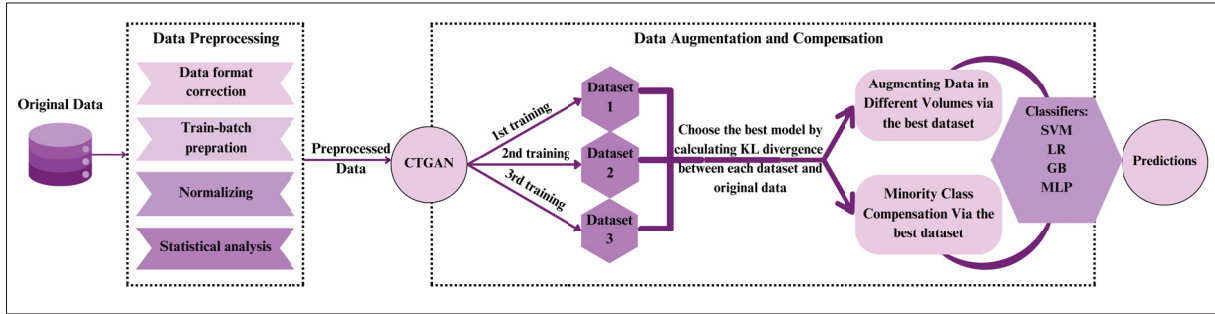 Data Preprocessing
Data Augmentation and Compensation
Original Data
Data format
correction
Train-batch
prepration
Normalizing
Statistical analysis
Preprocessed
Data
CTGAN
1st training
2nd training
3rd training
Dataset
1
Dataset
2
Dataset
3
Choose the best model by
calculating KL divergence
between each dataset and
original data
Augmenting Data in
Different Volumes via
the best dataset
Minority Class
Compensation Via the
best dataset
Classifiers:
SVM
LR
GB
MLP
Predictions